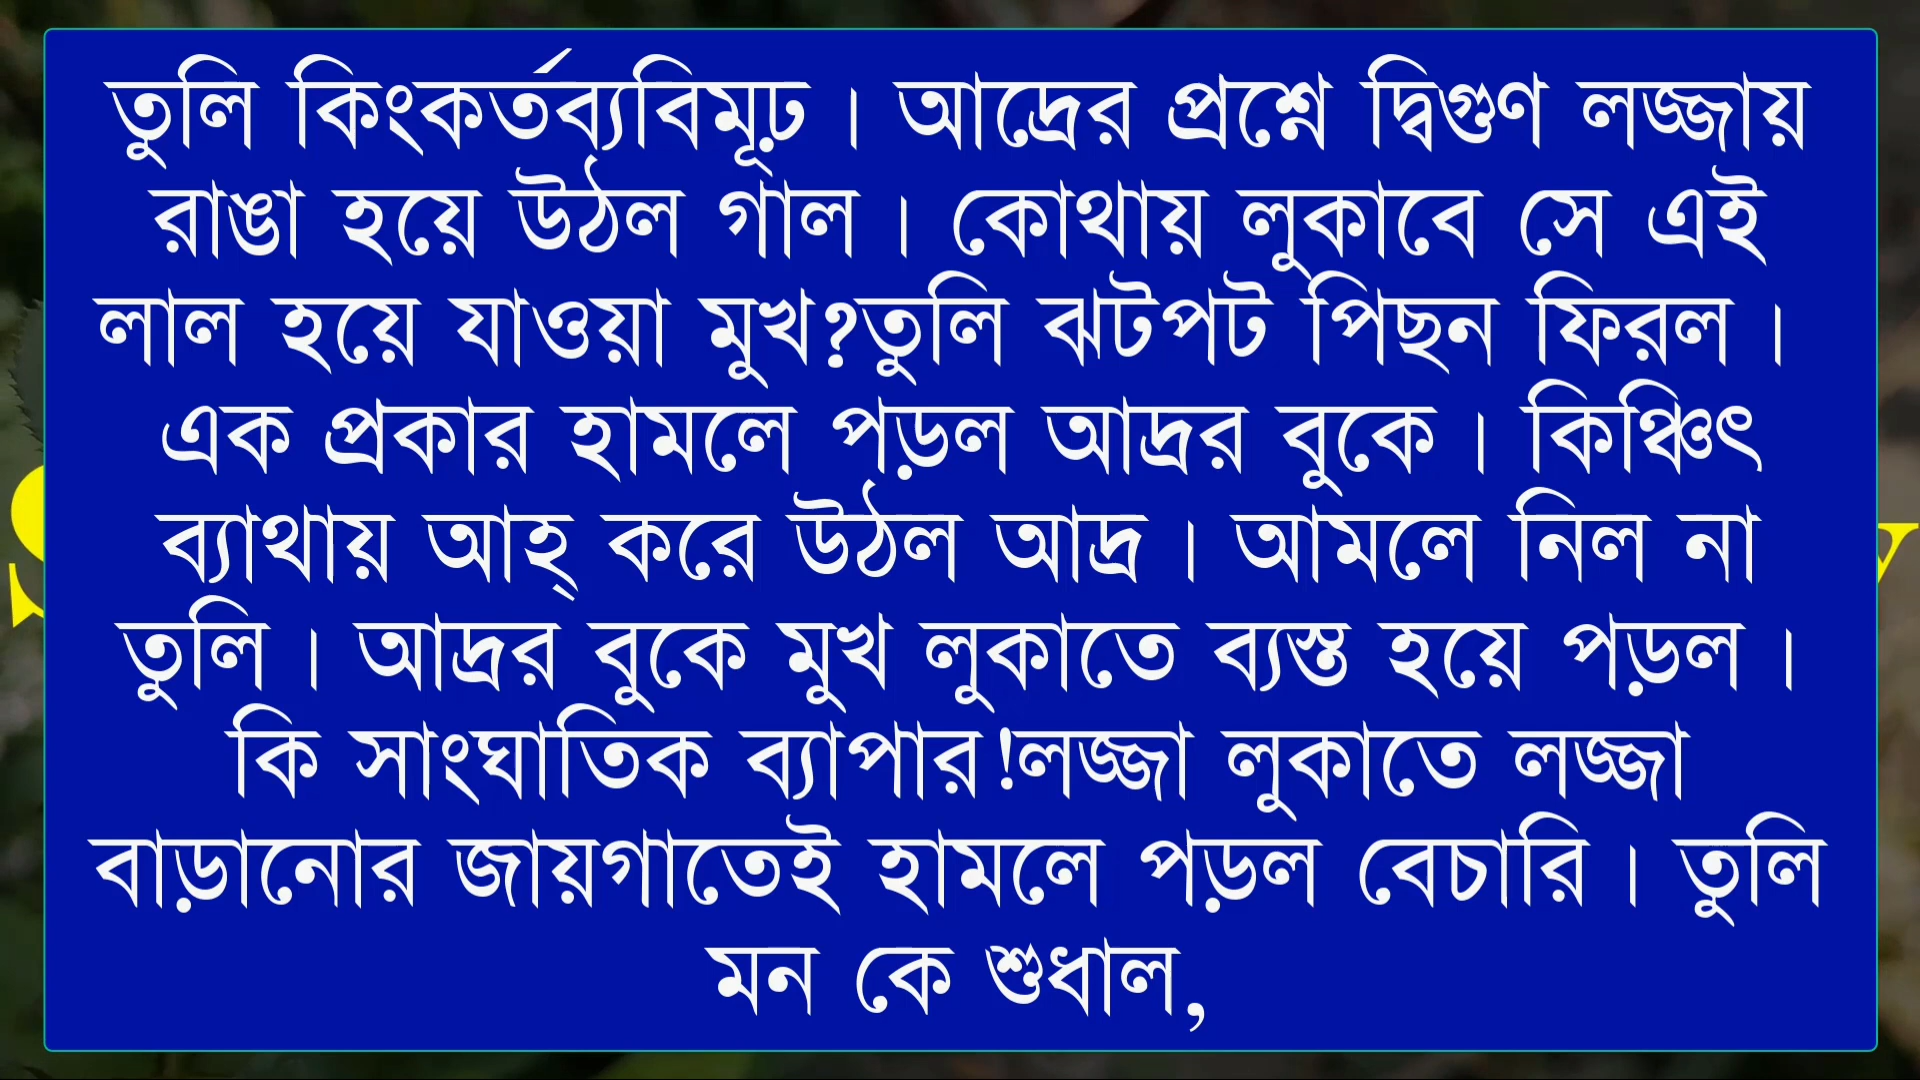 তুলি কিংকর্তব্যবিমূঢ় । আদ্রের প্রশ্নে দ্বিগুণ লজ্জায়
রাঙা হয়ে উঠল গাল । কোথায় লুকাবে সে এই
লাল হয়ে যাওয়া মুখ?তুলি ঝটপট পিছন ফিরল ।
এক প্রকার হামলে পড়ল আদ্রর বুকে । কিঞ্চিৎ
ব্যাথায় আহ্ করে উঠল আদ্র । আমলে নিল না
তুলি । আদ্রর বুকে মুখ লুকাতে ব্যস্ত হয়ে পড়ল ।
কি সাংঘাতিক ব্যাপার!লজ্জা লুকাতে লজ্জা
বাড়ানোর জায়গাতেই হামলে পড়ল বেচারি । তুলি
মন কে শুধাল,